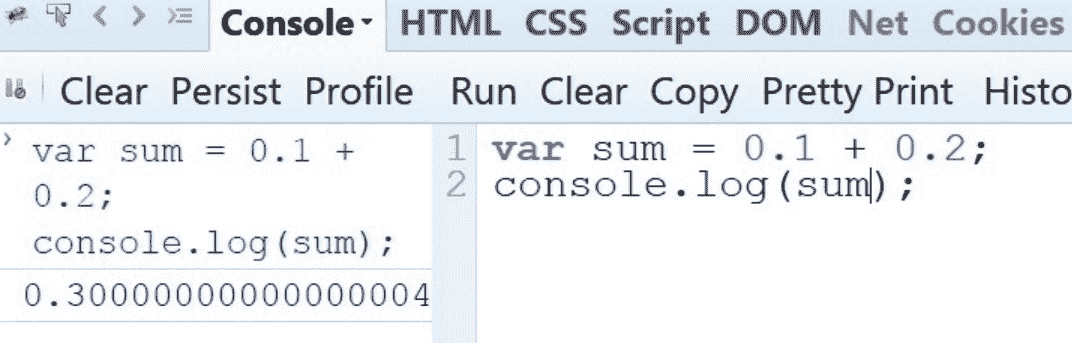 Console HTML CSS Script DOM Net Cookies
Clear Persist Profile Run Clear Copy Pretty Print Histo
var sum = 0.1 +
0.2;
console.log(sum);
0.30000000000000004
1 var sum = 0.1 + 0.2;
2 console.log(sum);